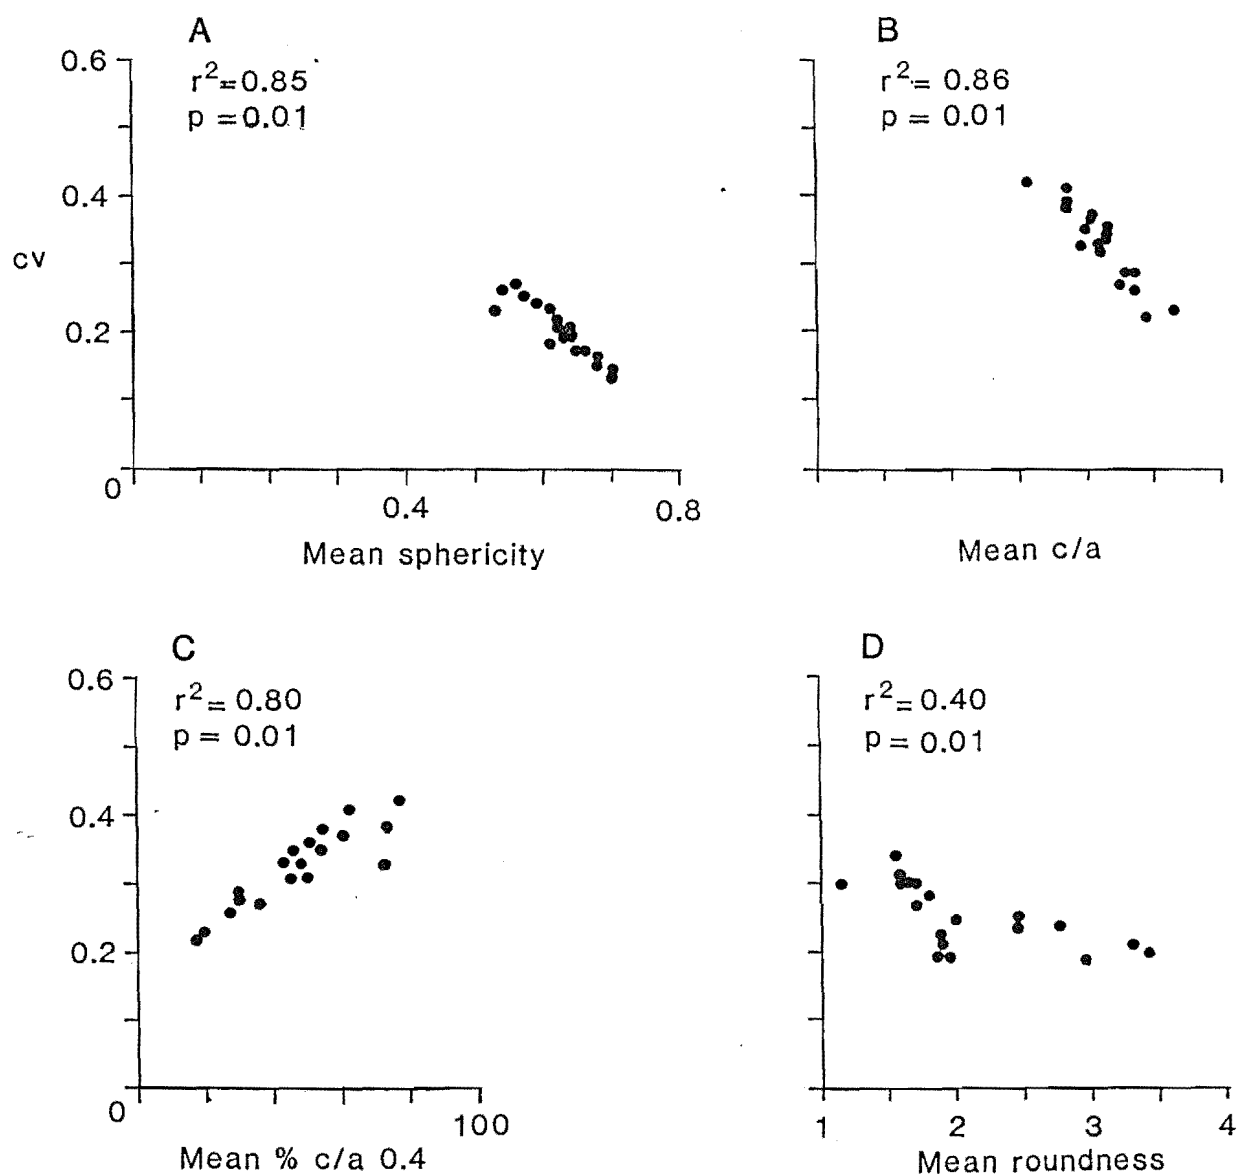 A
r²=0.85
p =0.01
0.6
0.4
cv
0.2
0
0.4
0.8
Mean sphericity
B
r²= 0.86
p = 0.01
Mean c/a
C
r²= 0.80
p = 0.01
0.6
0.4
0.2
0
100
Mean % c/a 0.4
D
r²= 0.40
p = 0.01
1
2
3
4
Mean roundness